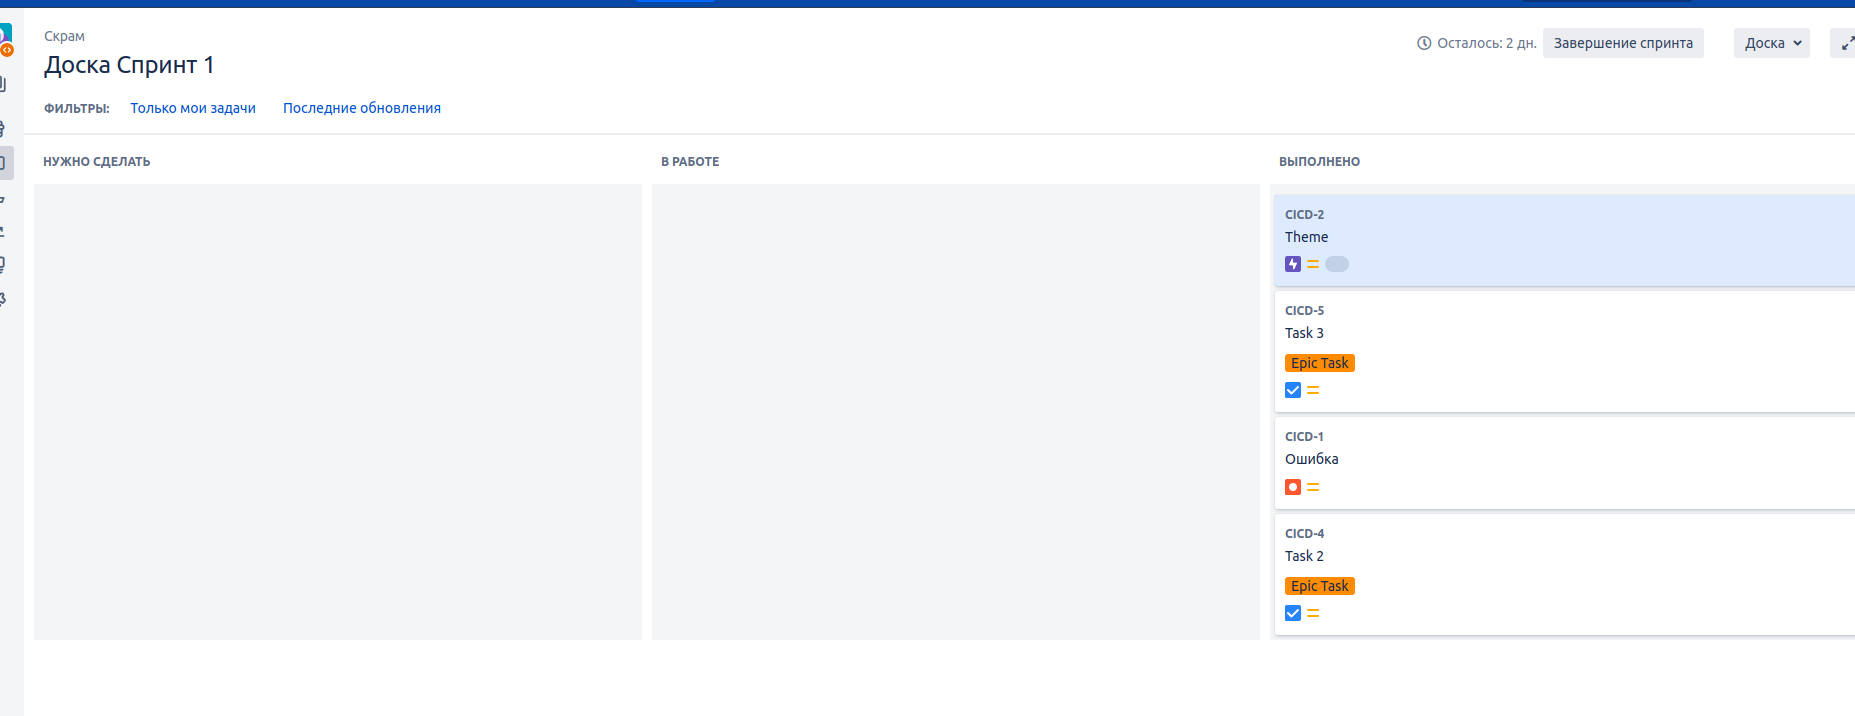 Скрам
Доска Спринт 1
Осталось: 2 дн.
Завершение спринта
Доска
ФИЛЬТРЫ:
Только мои задачи
Последние обновления
НУЖНО СДЕЛАТЬ
В РАБОТЕ
ВЫПОЛНЕНО
CICD-2
Theme
CICD-5
Task 3
Epic Task
CICD-1
Ошибка
CICD-4
Task 2
Epic Task